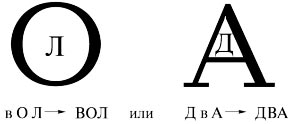 О Л А Д
в О Л → ВОЛ или Д в А → ДВА